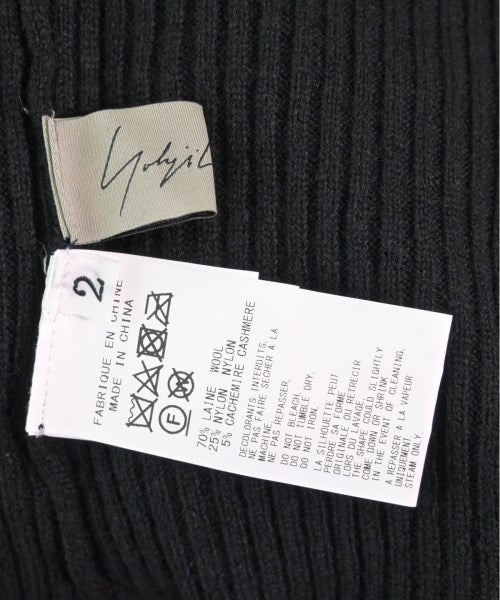 Yohji
2
FABRIQUE EN CHINE
MADE IN CHINA
F
70% LAINE WOOL
25% NYLON NYLON
5% CACHEMIRE CASHMERE
DECOLORANTS INTERDITS.
NE PAS FAIRE SECHER A LA
MACHINE.
NE PAS REPASSER.
DO NOT BLEACH.
DO NOT TUMBLE DRY.
DO NOT IRON.
LA SILHOUETTE PEUT
PERDRE SA FORME
ORIGINALE OU RETRECIR
LORS DU LAVAGE.
THE SHAPE COULD SLIGHTLY
COME DOWN OR SHRINK
IN THE EVENT OF CLEANING.
A REPASSER A LA VAPEUR
UNIQUEMENT
STEAM ONLY.